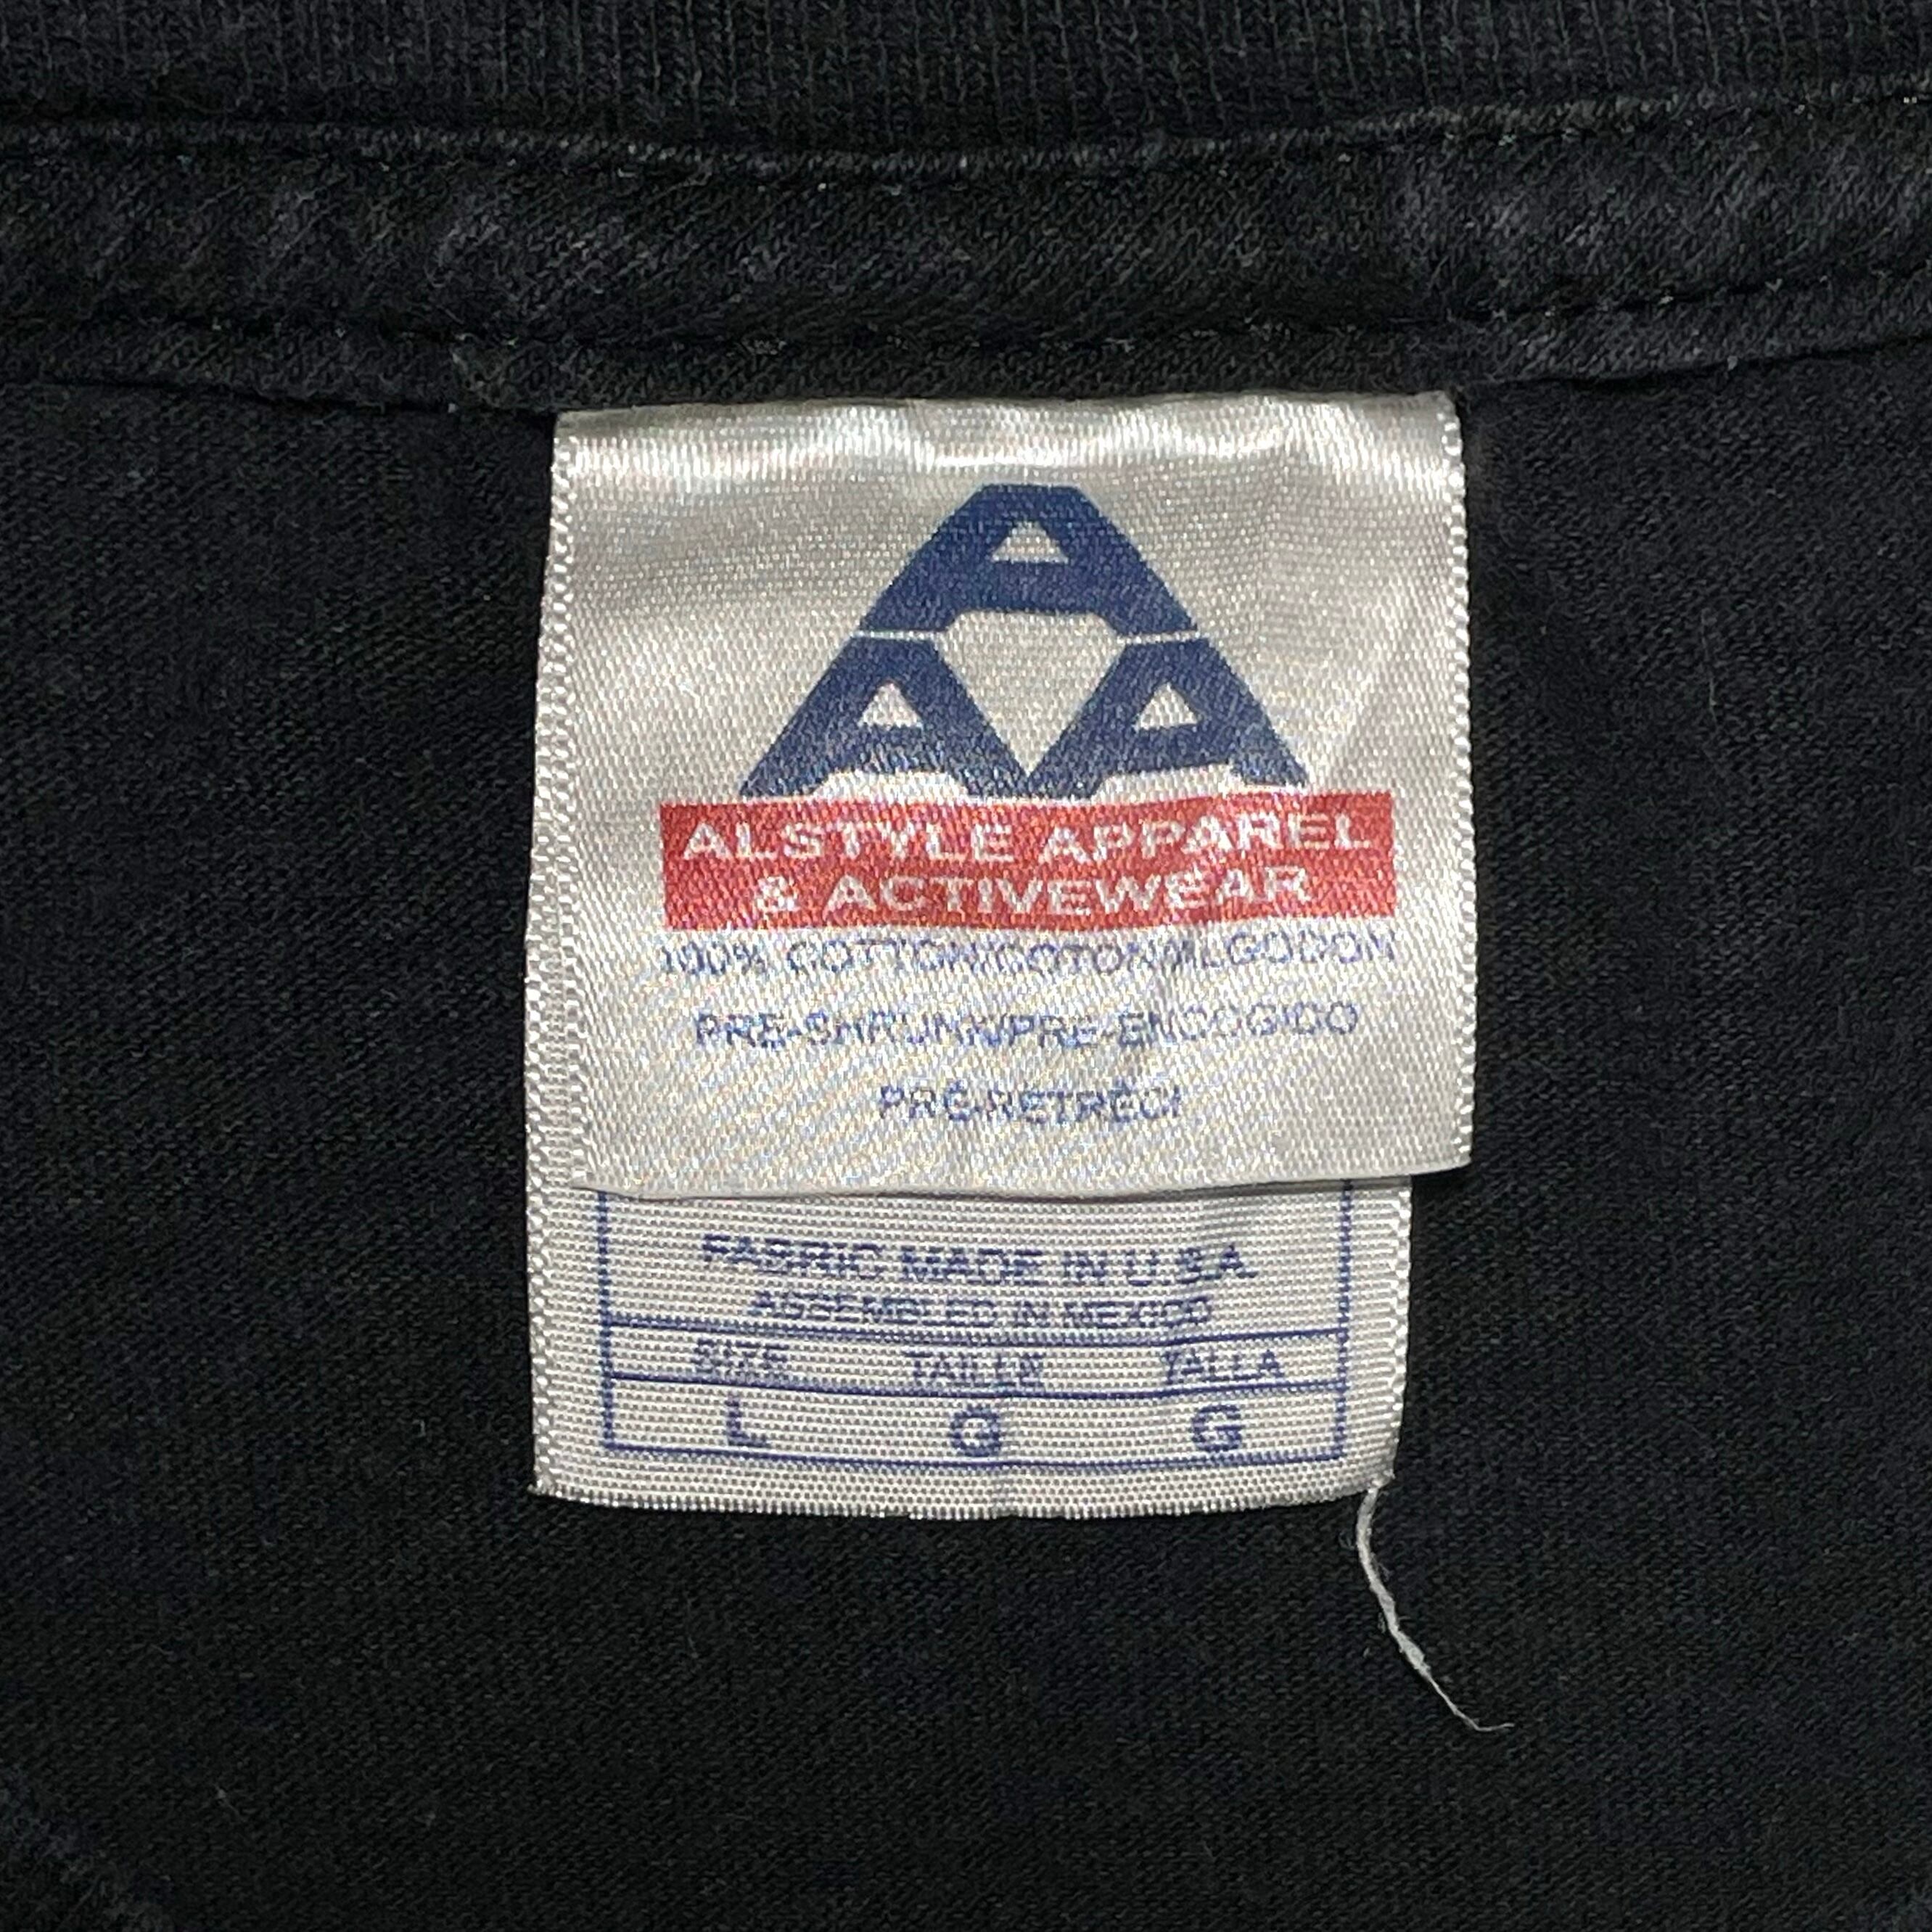 A
A A
ALSTYLE APPAREL
& ACTIVEWEAR
100% COTTON/COTON/ALGODON
PRE-SHRUNK/PRE-ENCOGIDO
PRÉ-RETRÉCI
FABRIC MADE IN U.S.A.
ASSEMBLED IN MEXICO
SIZE TAILLE TALLA
L G G